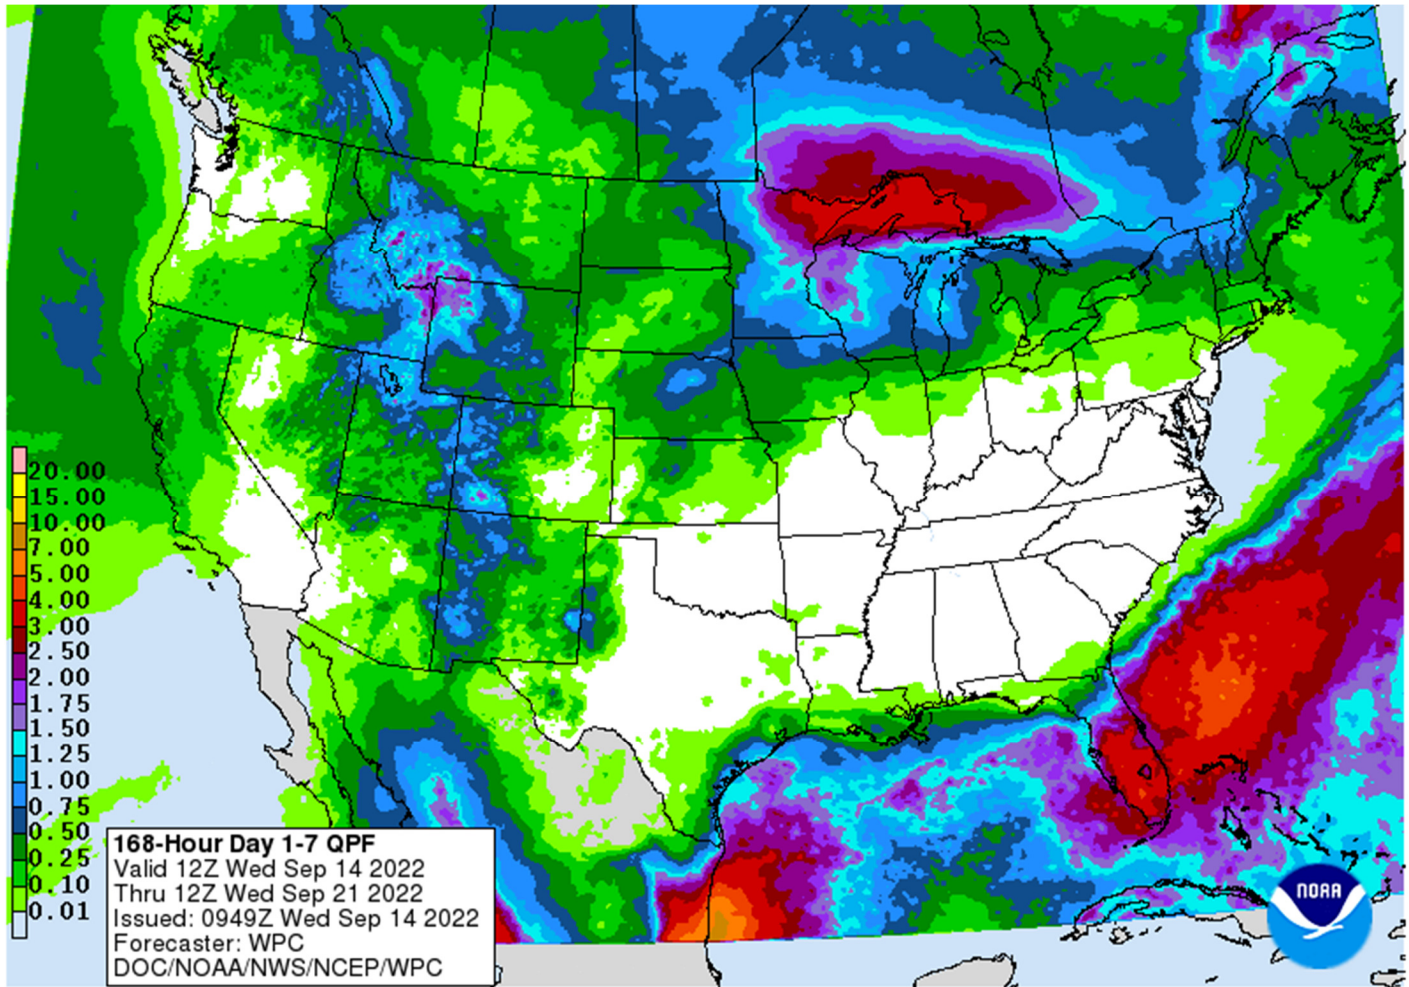 20.00
15.00
10.00
7.00
5.00
4.00
3.00
2.50
2.00
1.75
1.50
1.25
1.00
0.75
0.50
0.25
0.10
0.01
168-Hour Day 1-7 QPF
Valid 12Z Wed Sep 14 2022
Thru 12Z Wed Sep 21 2022
Issued: 0949Z Wed Sep 14 2022
Forecaster: WPC
DOC/NOAA/NWS/NCEP/WPC
NOAA